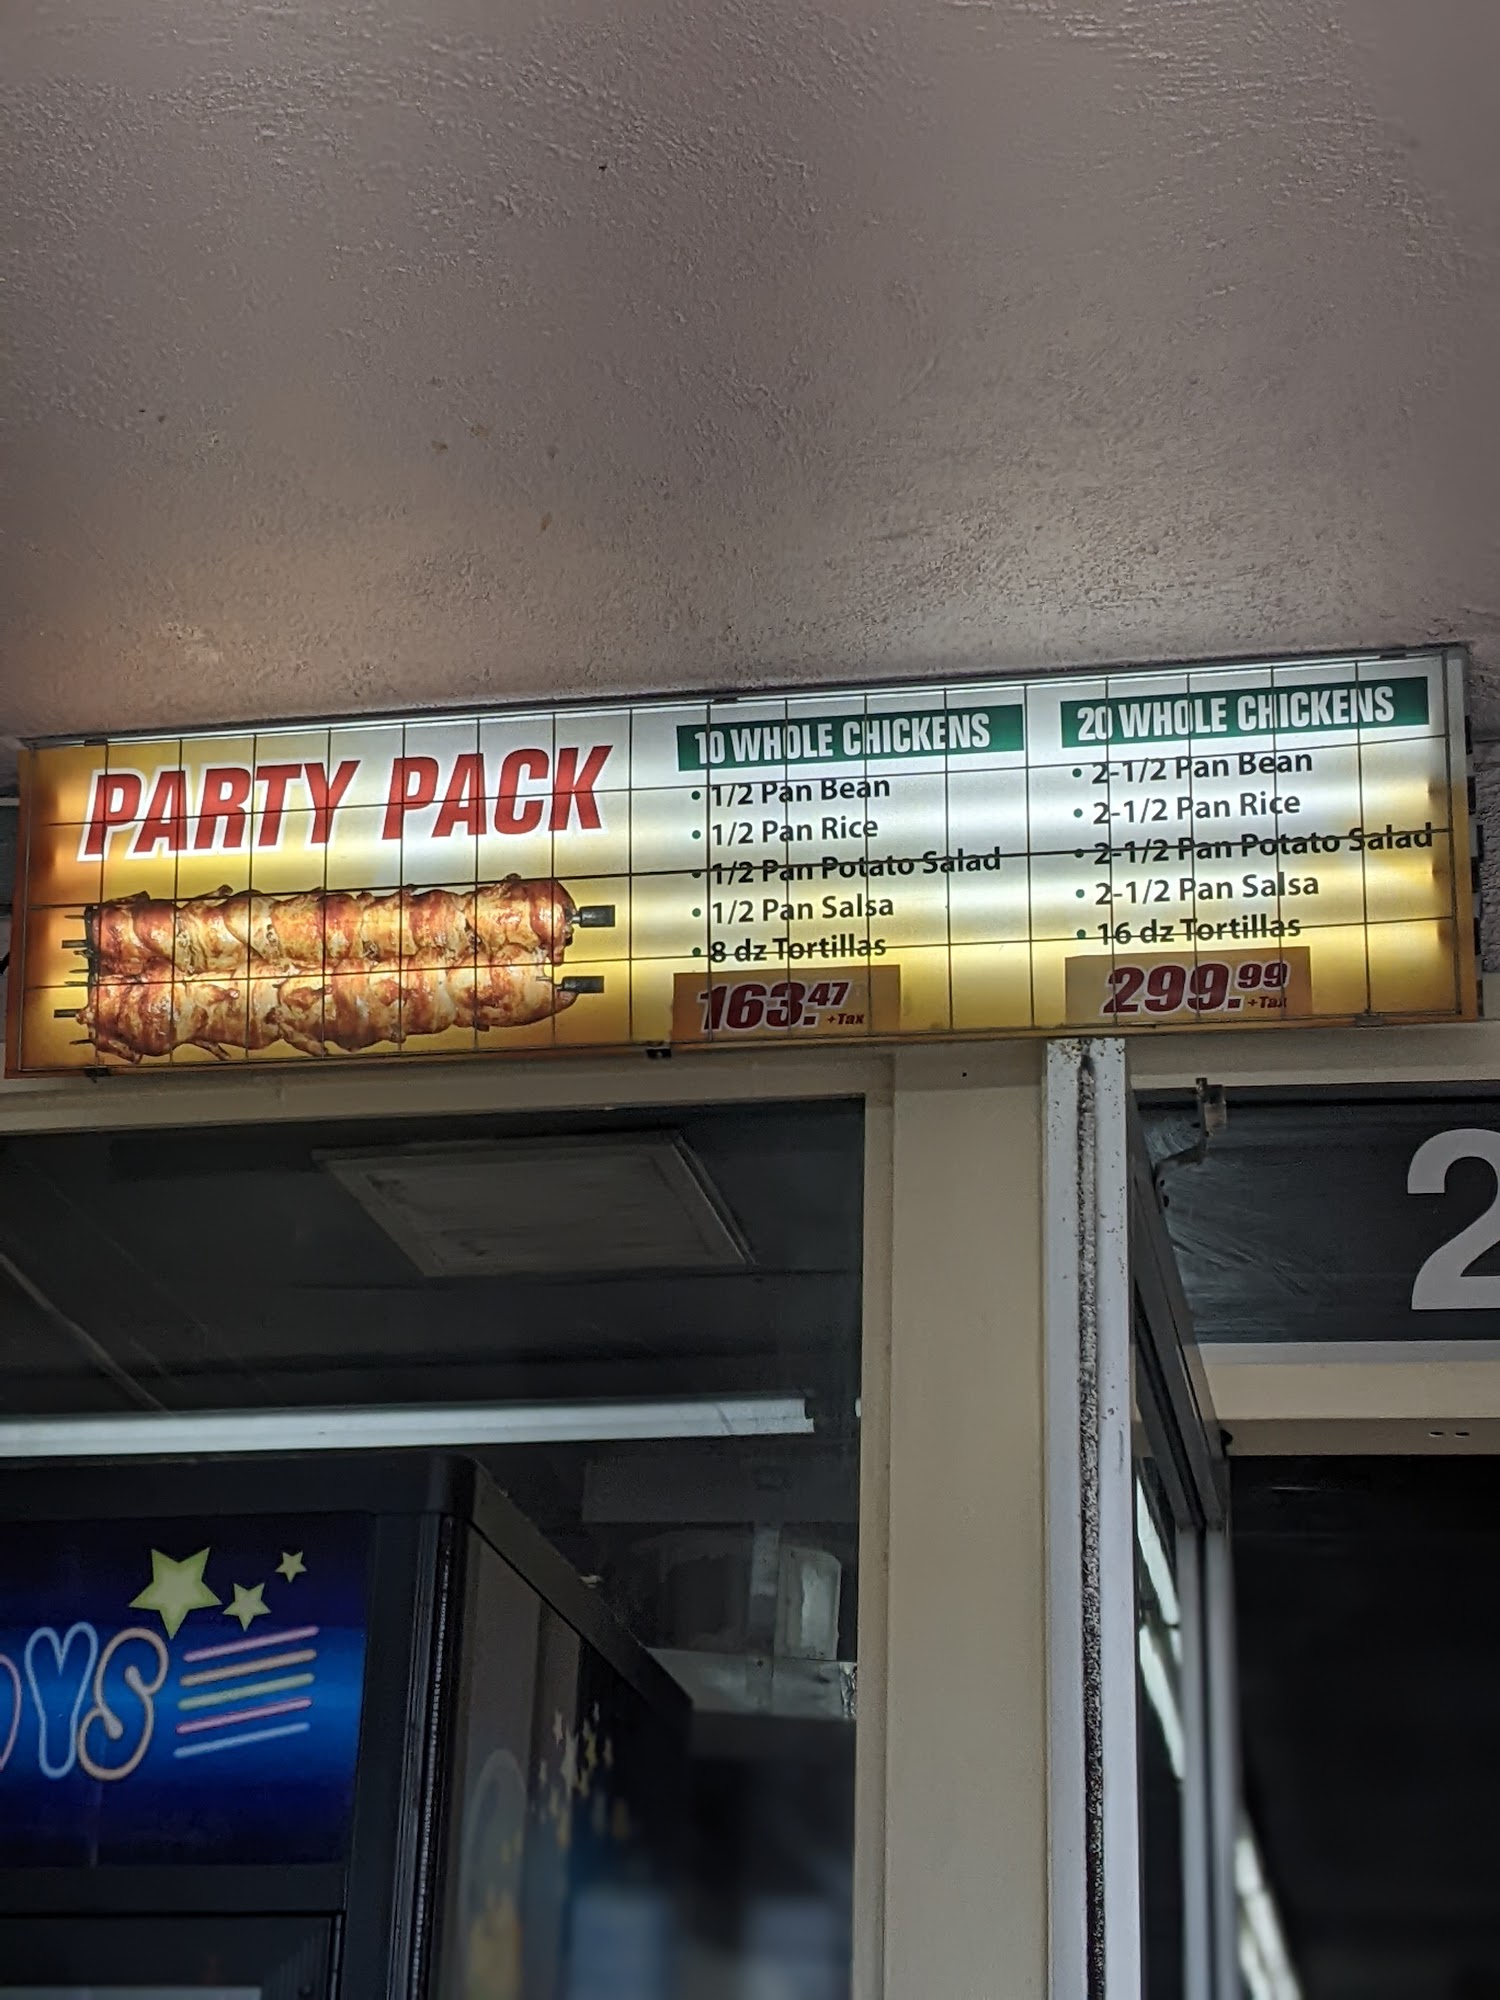 PARTY PACK
10 WHOLE CHICKENS
• 1/2 Pan Bean
• 1/2 Pan Rice
• 1/2 Pan Potato Salad
• 1/2 Pan Salsa
• 8 dz Tortillas
163.47 +Tax
20 WHOLE CHICKENS
• 2-1/2 Pan Bean
• 2-1/2 Pan Rice
• 2-1/2 Pan Potato Salad
• 2-1/2 Pan Salsa
• 16 dz Tortillas
299.99 +Tax
2
OYS